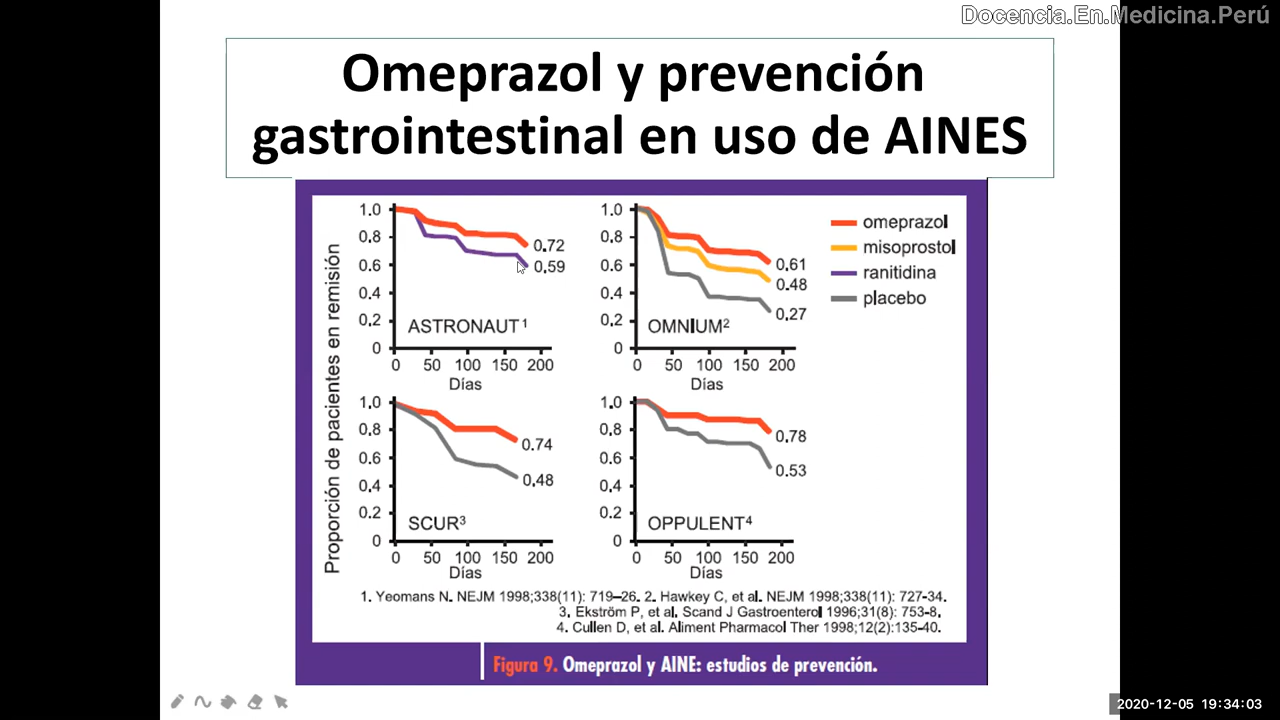 Docencia.En.Medicina.Perú
Omeprazol y prevención
gastrointestinal en uso de AINES
Proporción de pacientes en remisión
1.0
0.8
0.6
0.4
0.2
0
0.72
0.59
ASTRONAUT¹
0 50 100 150 200
Días
1.0
0.8
0.6
0.4
0.2
0
0.61
0.48
0.27
OMNIUM²
0 50 100 150 200
Días
omeprazol
misoprostol
ranitidina
placebo
1.0
0.8
0.6
0.4
0.2
0
0.74
0.48
SCUR³
0 50 100 150 200
Días
1.0
0.8
0.6
0.4
0.2
0
0.78
0.53
OPPULENT⁴
0 50 100 150 200
Días
1. Yeomans N. NEJM 1998;338(11): 719–26. 2. Hawkey C, et al. NEJM 1998;338(11): 727-34.
3, Ekström P, et al. Scand J Gastroenterol 1996;31(8): 753-8,
4. Cullen D, et al. Aliment Pharmacol Ther 1998;12(2):135-40.
Figura 9. Omeprazol y AINE: estudios de prevención.
2020-12-05 19:34:03